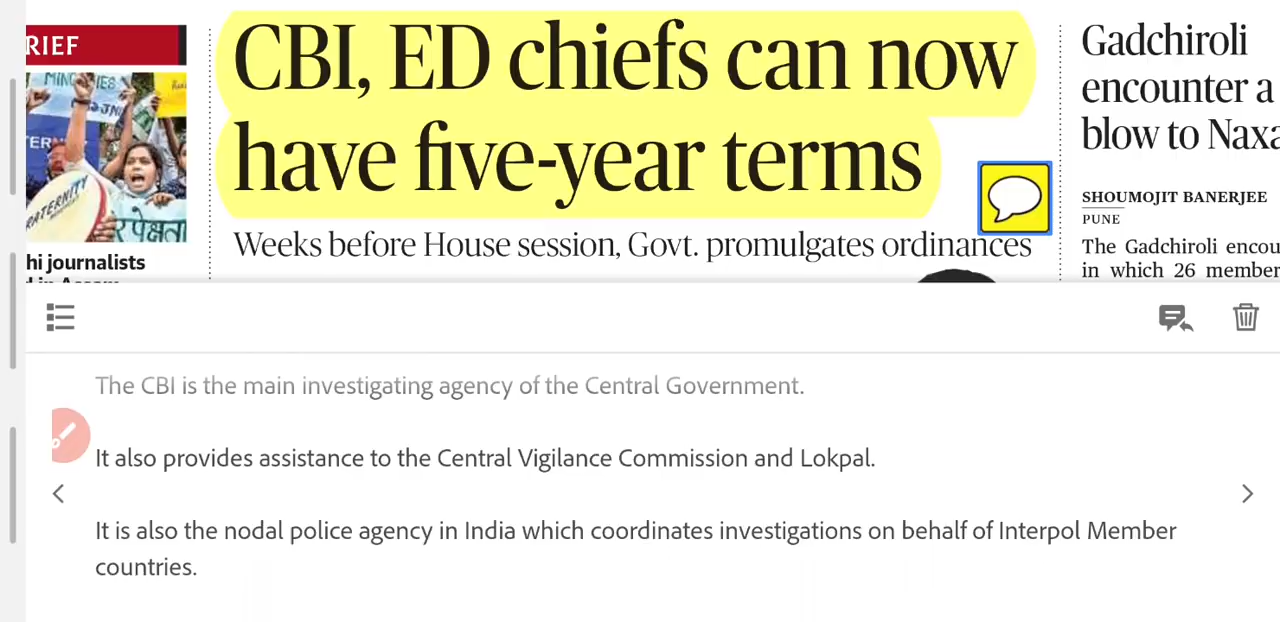 RIEF
CBI, ED chiefs can now
have five-year terms
Weeks before House session, Govt. promulgates ordinances
hi journalists
Gadchiroli
encounter a
blow to Naxa
SHOUMOJIT BANERJEE
PUNE
The Gadchiroli encou
in which 26 member
The CBI is the main investigating agency of the Central Government.
It also provides assistance to the Central Vigilance Commission and Lokpal.
It is also the nodal police agency in India which coordinates investigations on behalf of Interpol Member
countries.